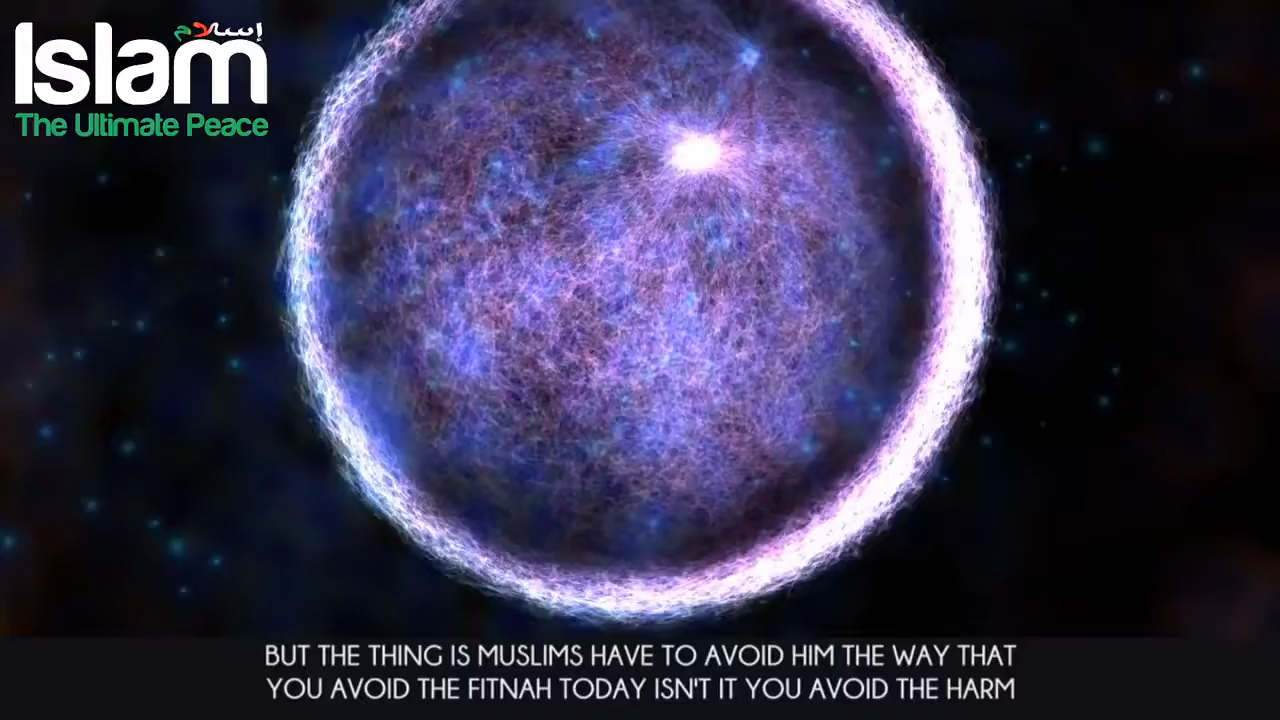 إسلام
Islam
The Ultimate Peace
BUT THE THING IS MUSLIMS HAVE TO AVOID HIM THE WAY THAT
YOU AVOID THE FITNAH TODAY ISN'T IT YOU AVOID THE HARM